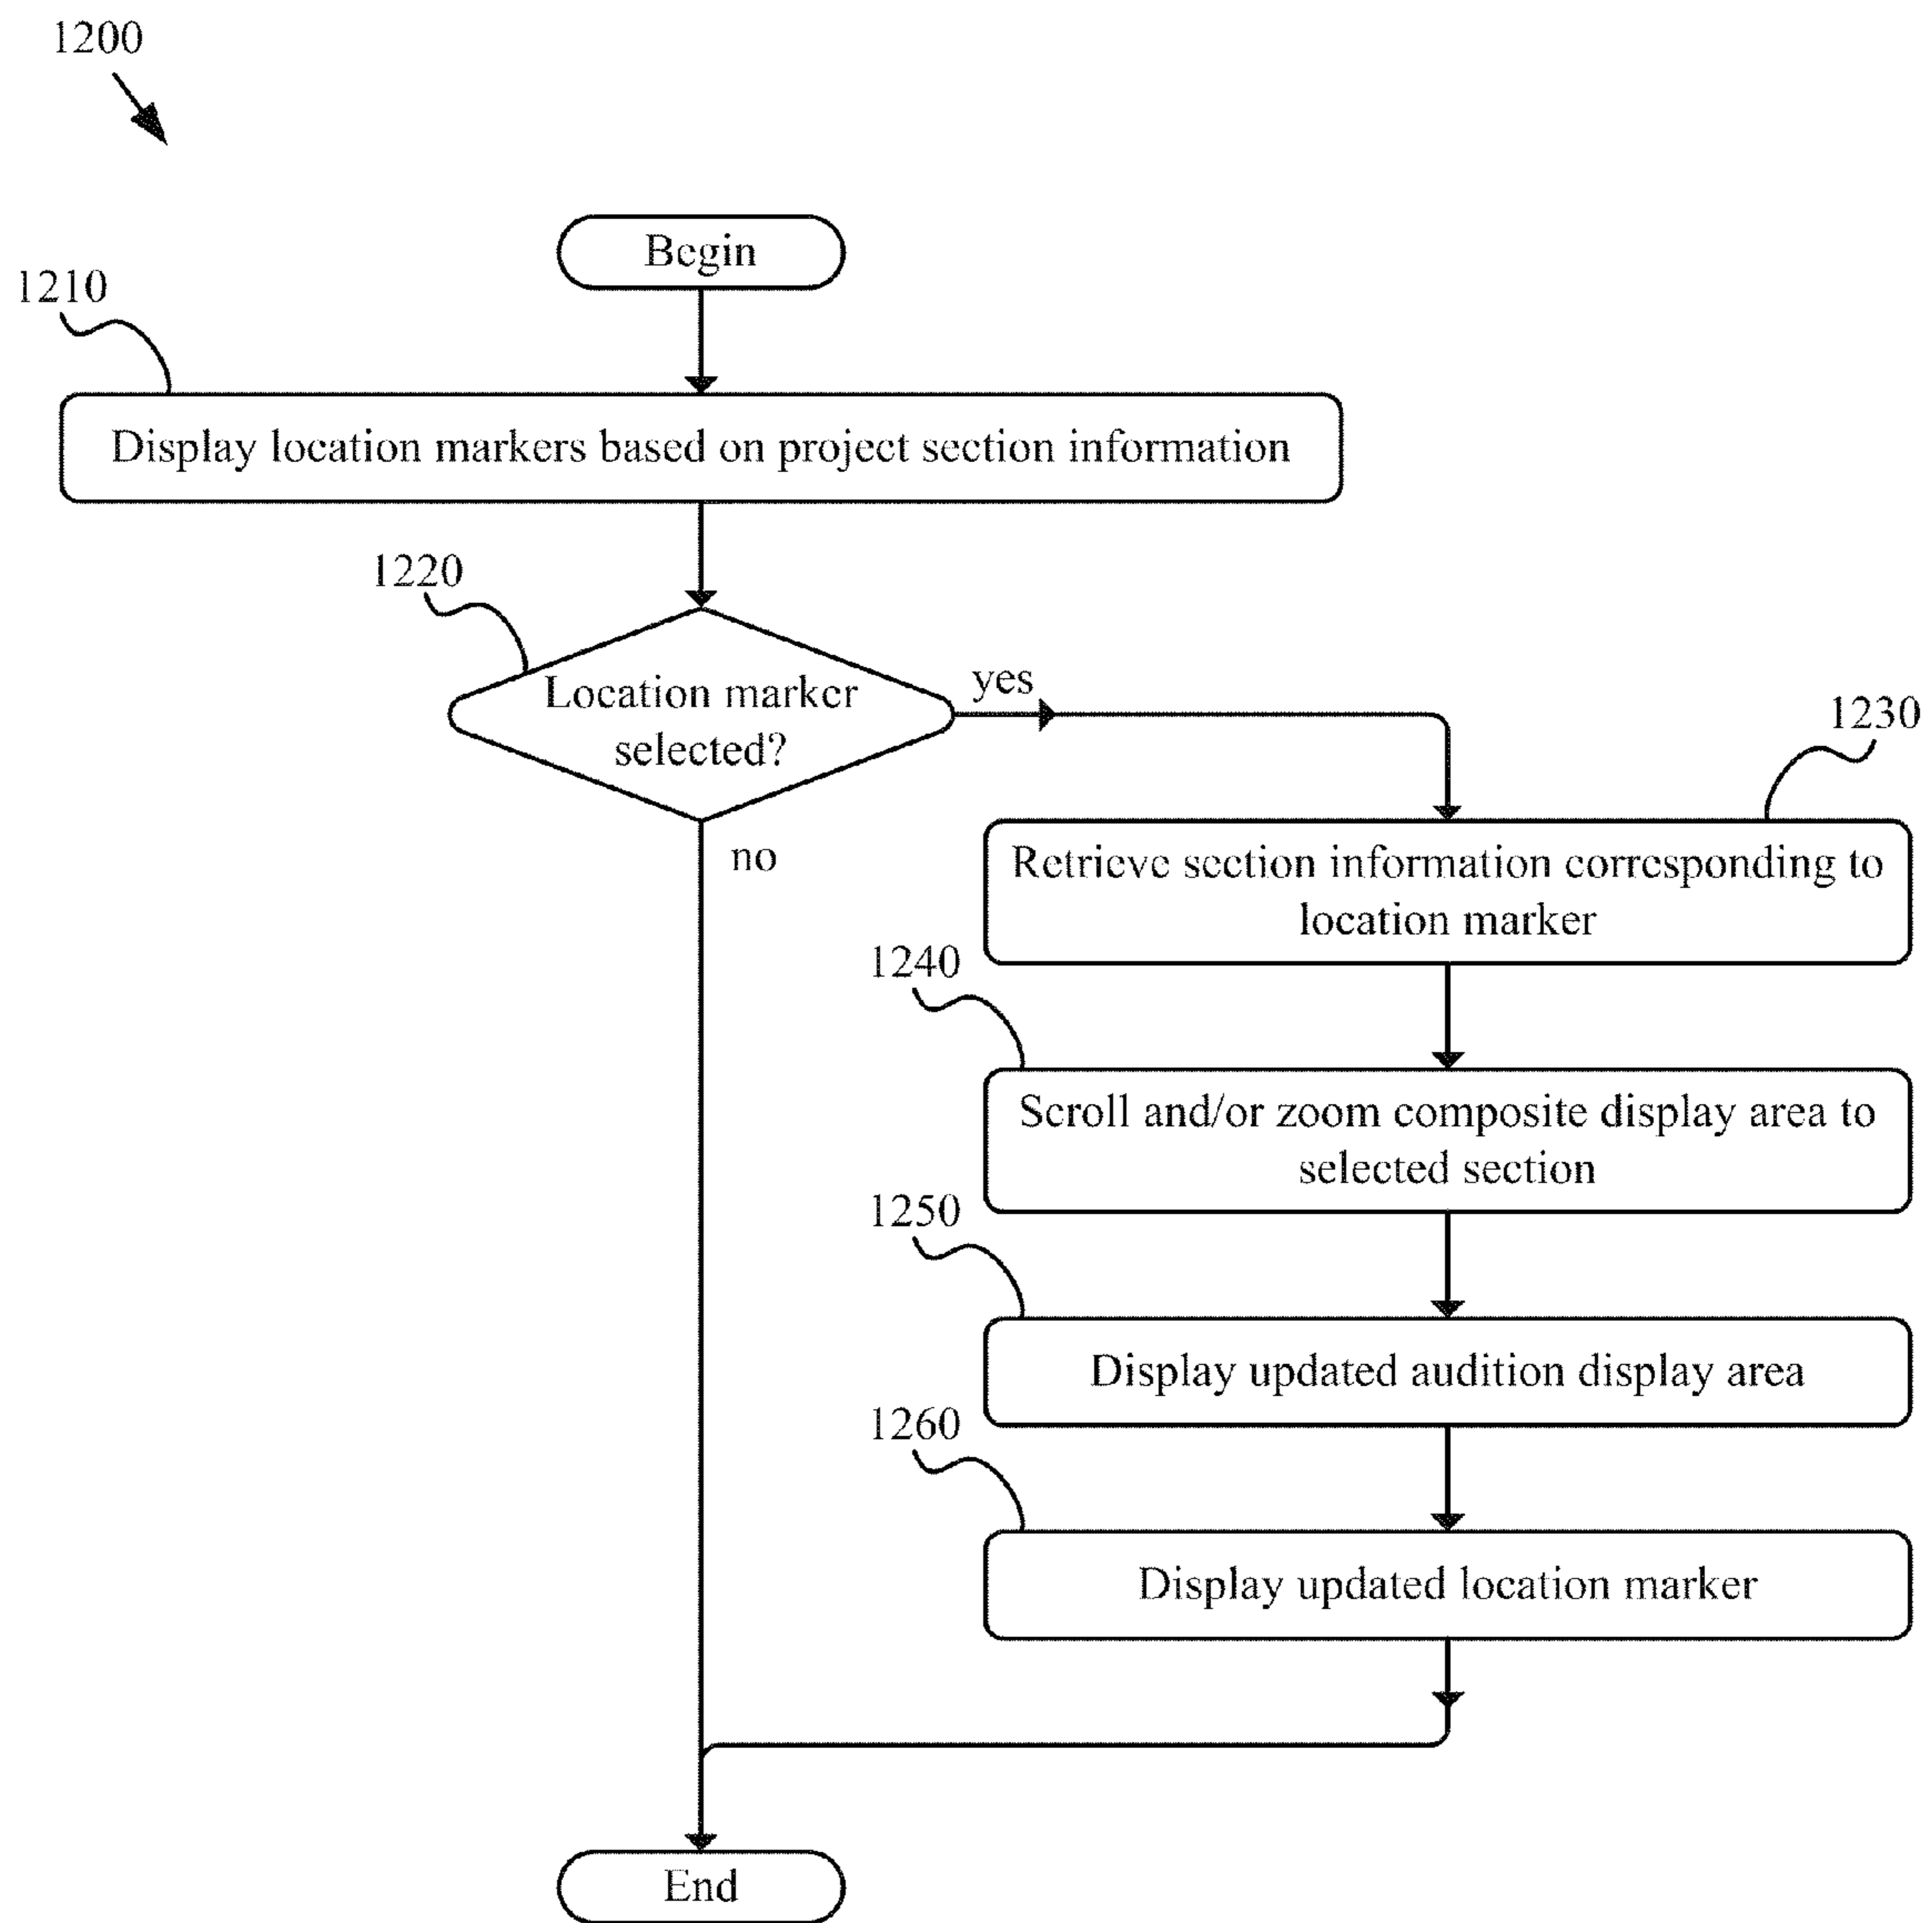 1200
Begin
1210
Display location markers based on project section information
1220
Location marker
selected?
yes
no
1230
Retrieve section information corresponding to
location marker
1240
Scroll and/or zoom composite display area to
selected section
1250
Display updated audition display area
1260
Display updated location marker
End